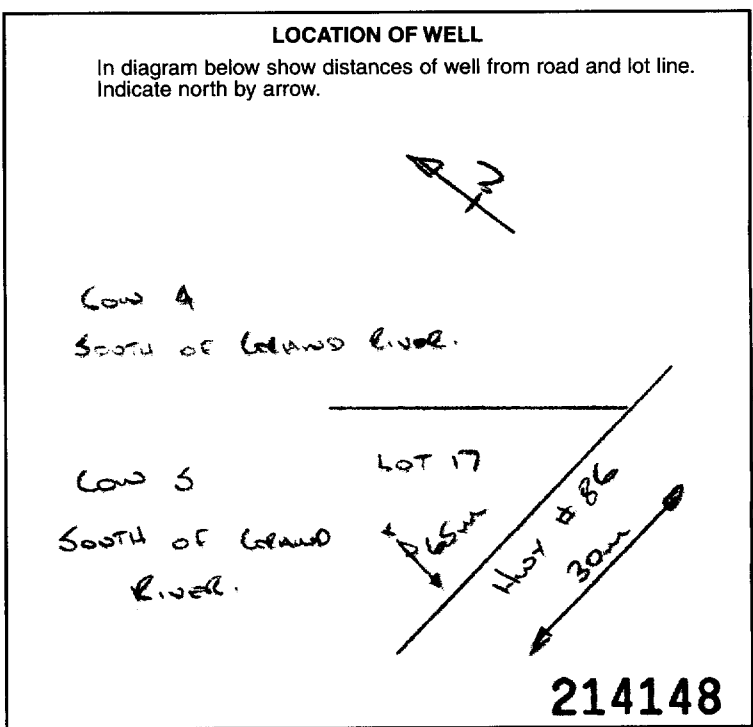 LOCATION OF WELL
In diagram below show distances of well from road and lot line.
Indicate north by arrow.
N
CON 4
SOUTH OF GRAND RIVER.
LOT 17
CON 5
SOUTH OF GRAND
RIVER.
65m
HWY # 86
30m
214148